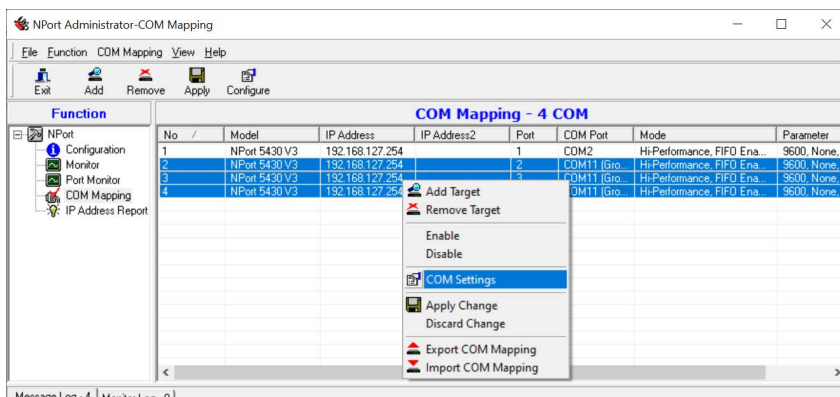 NPort Administrator-COM Mapping
File Function COM Mapping View Help
Exit Add Remove Apply Configure
Function
COM Mapping - 4 COM
NPort
Configuration
Monitor
Port Monitor
COM Mapping
IP Address Report
No / Model IP Address IP Address2 Port COM Port Mode Parameter
1 NPort 5430 V3 192.168.127.254 1 COM2 Hi-Performance, FIFO Ena... 9600, None,
2 NPort 5430 V3 192.168.127.254 2 COM11 (Gro... Hi-Performance, FIFO Ena... 9600, None,
3 NPort 5430 V3 192.168.127.254 3 COM11 (Gro... Hi-Performance, FIFO Ena... 9600, None,
4 NPort 5430 V3 192.168.127.254 COM11 (Gro... Hi-Performance, FIFO Ena... 9600, None,
Add Target
Remove Target
Enable
Disable
COM Settings
Apply Change
Discard Change
Export COM Mapping
Import COM Mapping
Message Log - 4 Monitor Log - 0